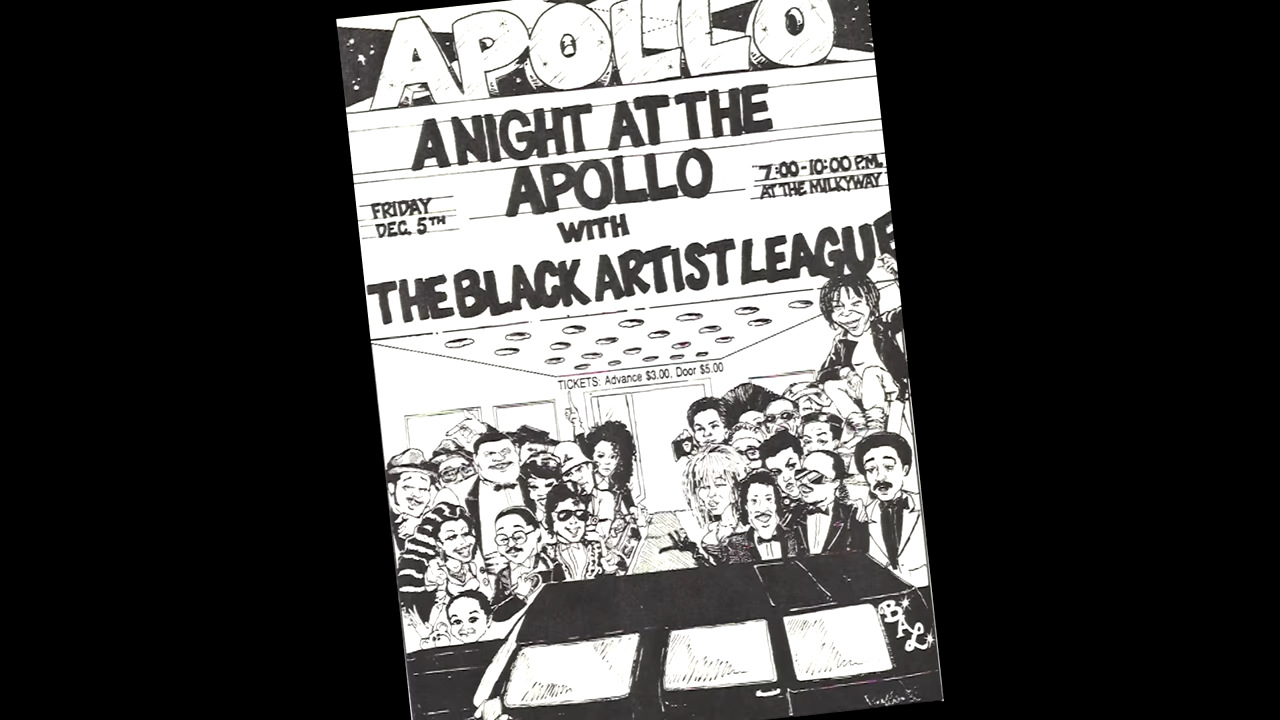 APOLLO
A NIGHT AT THE
APOLLO
7:00-10:00 P.M.
AT THE MILKYWAY
FRIDAY
DEC. 5TH
WITH
THE BLACK ARTIST LEAGUE
TICKETS: Advance $3.00, Door $5.00
BAL